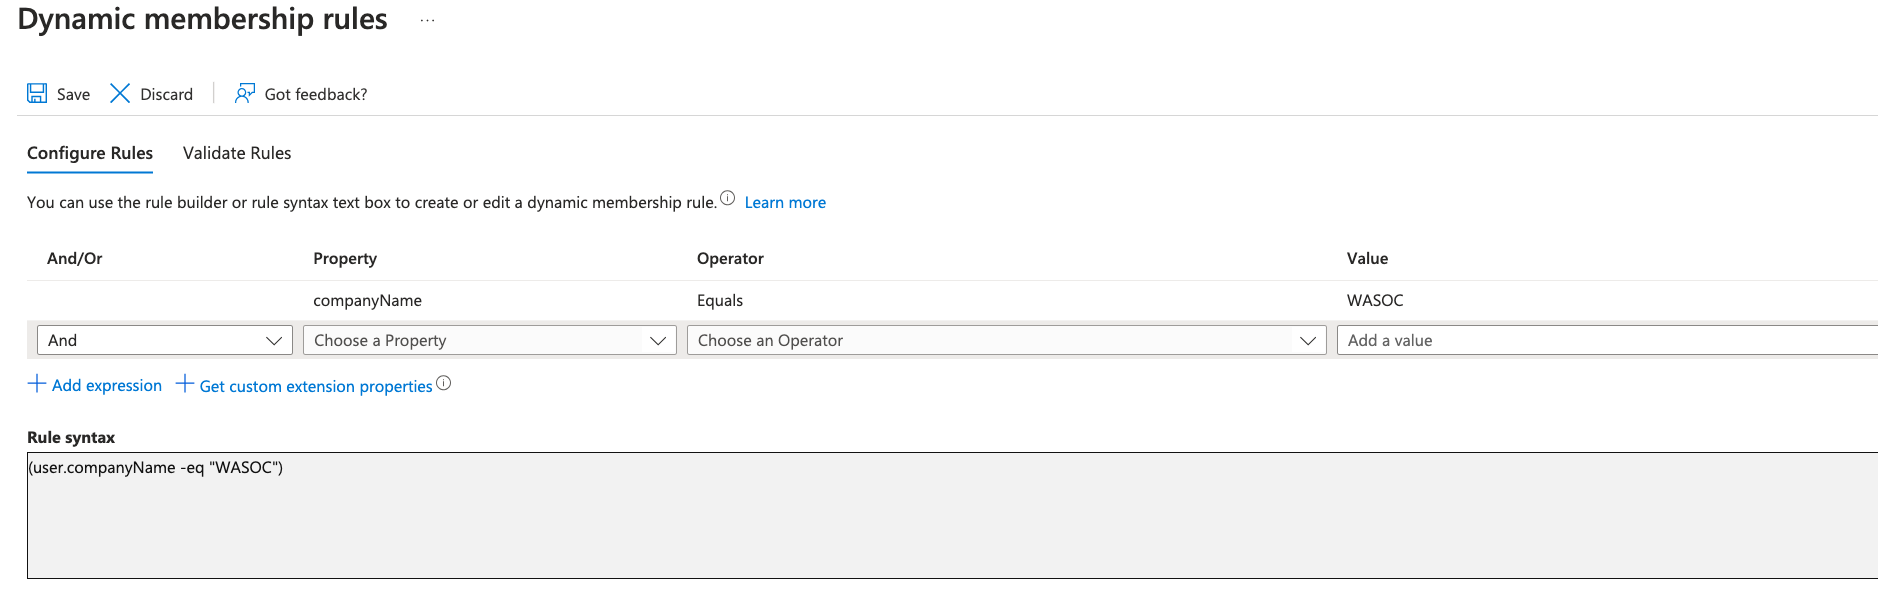 Dynamic membership rules ...
Save Discard Got feedback?
Configure Rules Validate Rules
You can use the rule builder or rule syntax text box to create or edit a dynamic membership rule. Learn more
And/Or Property Operator Value
companyName Equals WASOC
And Choose a Property Choose an Operator Add a value
Add expression Get custom extension properties
Rule syntax
(user.companyName -eq "WASOC")